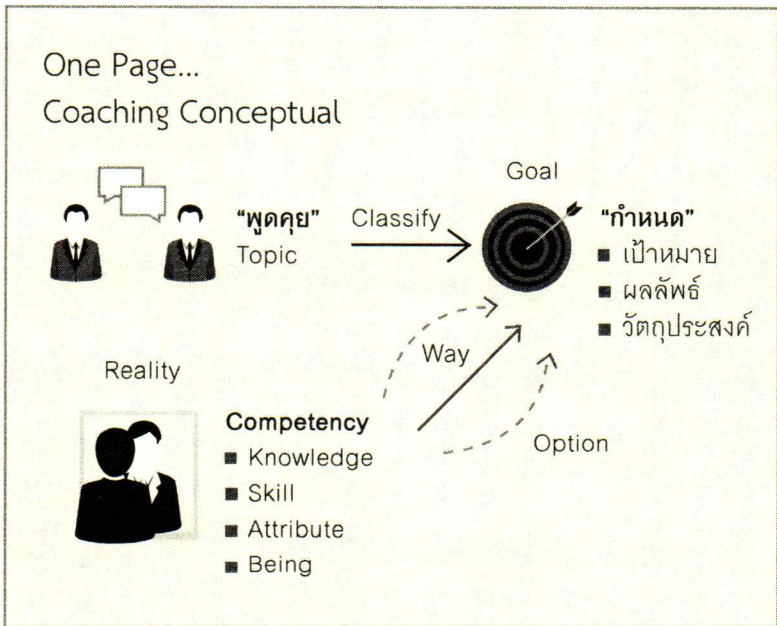 One Page...
Coaching Conceptual
"พูดคุย"
Topic
Classify
Goal
"กำหนด"
■ เป้าหมาย
■ ผลลัพธ์
■ วัตถุประสงค์
Reality
Competency
■ Knowledge
■ Skill
■ Attribute
■ Being
Way
Option